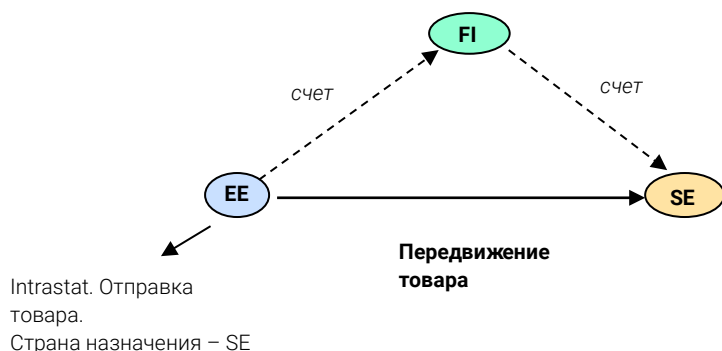 FI
счет
счет
EE
SE
Передвижение
товара
Intrastat. Отправка
товара.
Страна назначения – SE